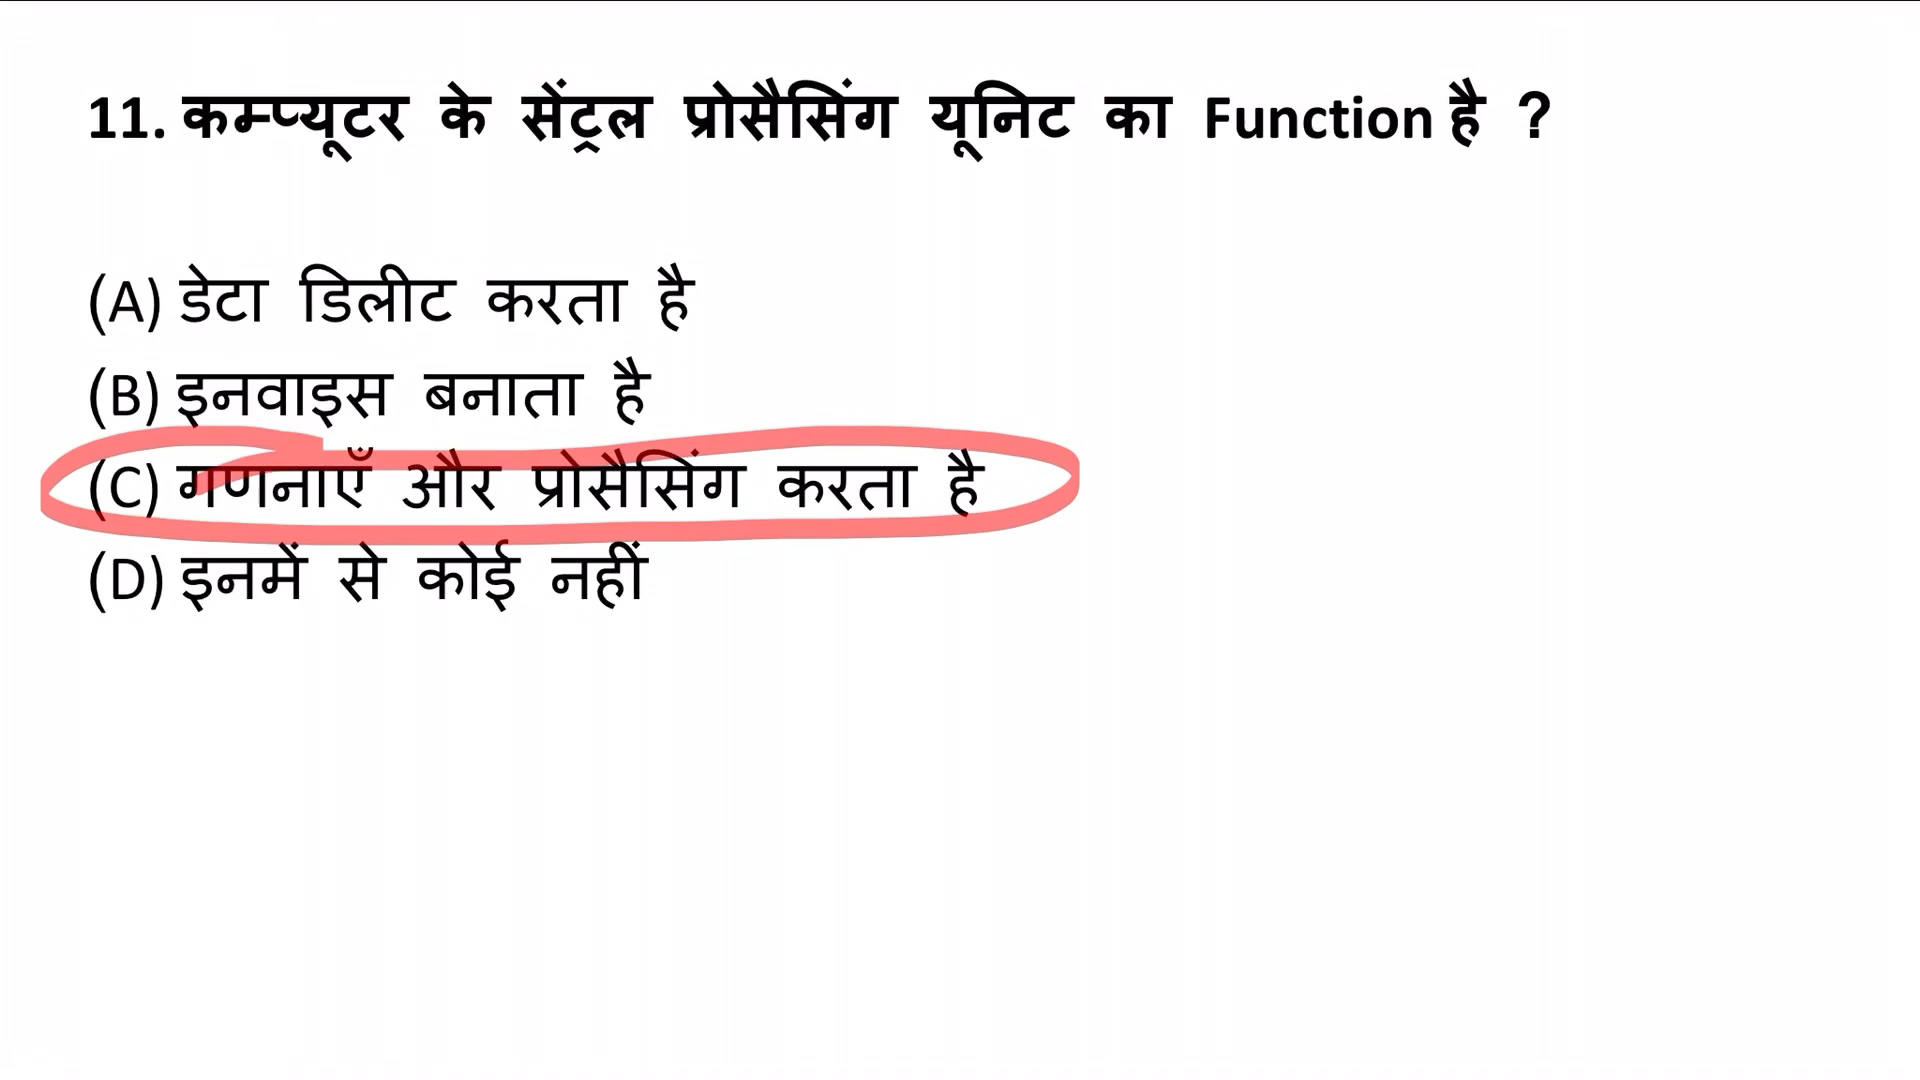 11. कम्प्यूटर के सेंट्रल प्रोसैसिंग यूनिट का Function है ?
(A) डेटा डिलीट करता है
(B) इनवाइस बनाता है
(C) गणनाएँ और प्रोसैसिंग करता है
(D) इनमें से कोई नहीं